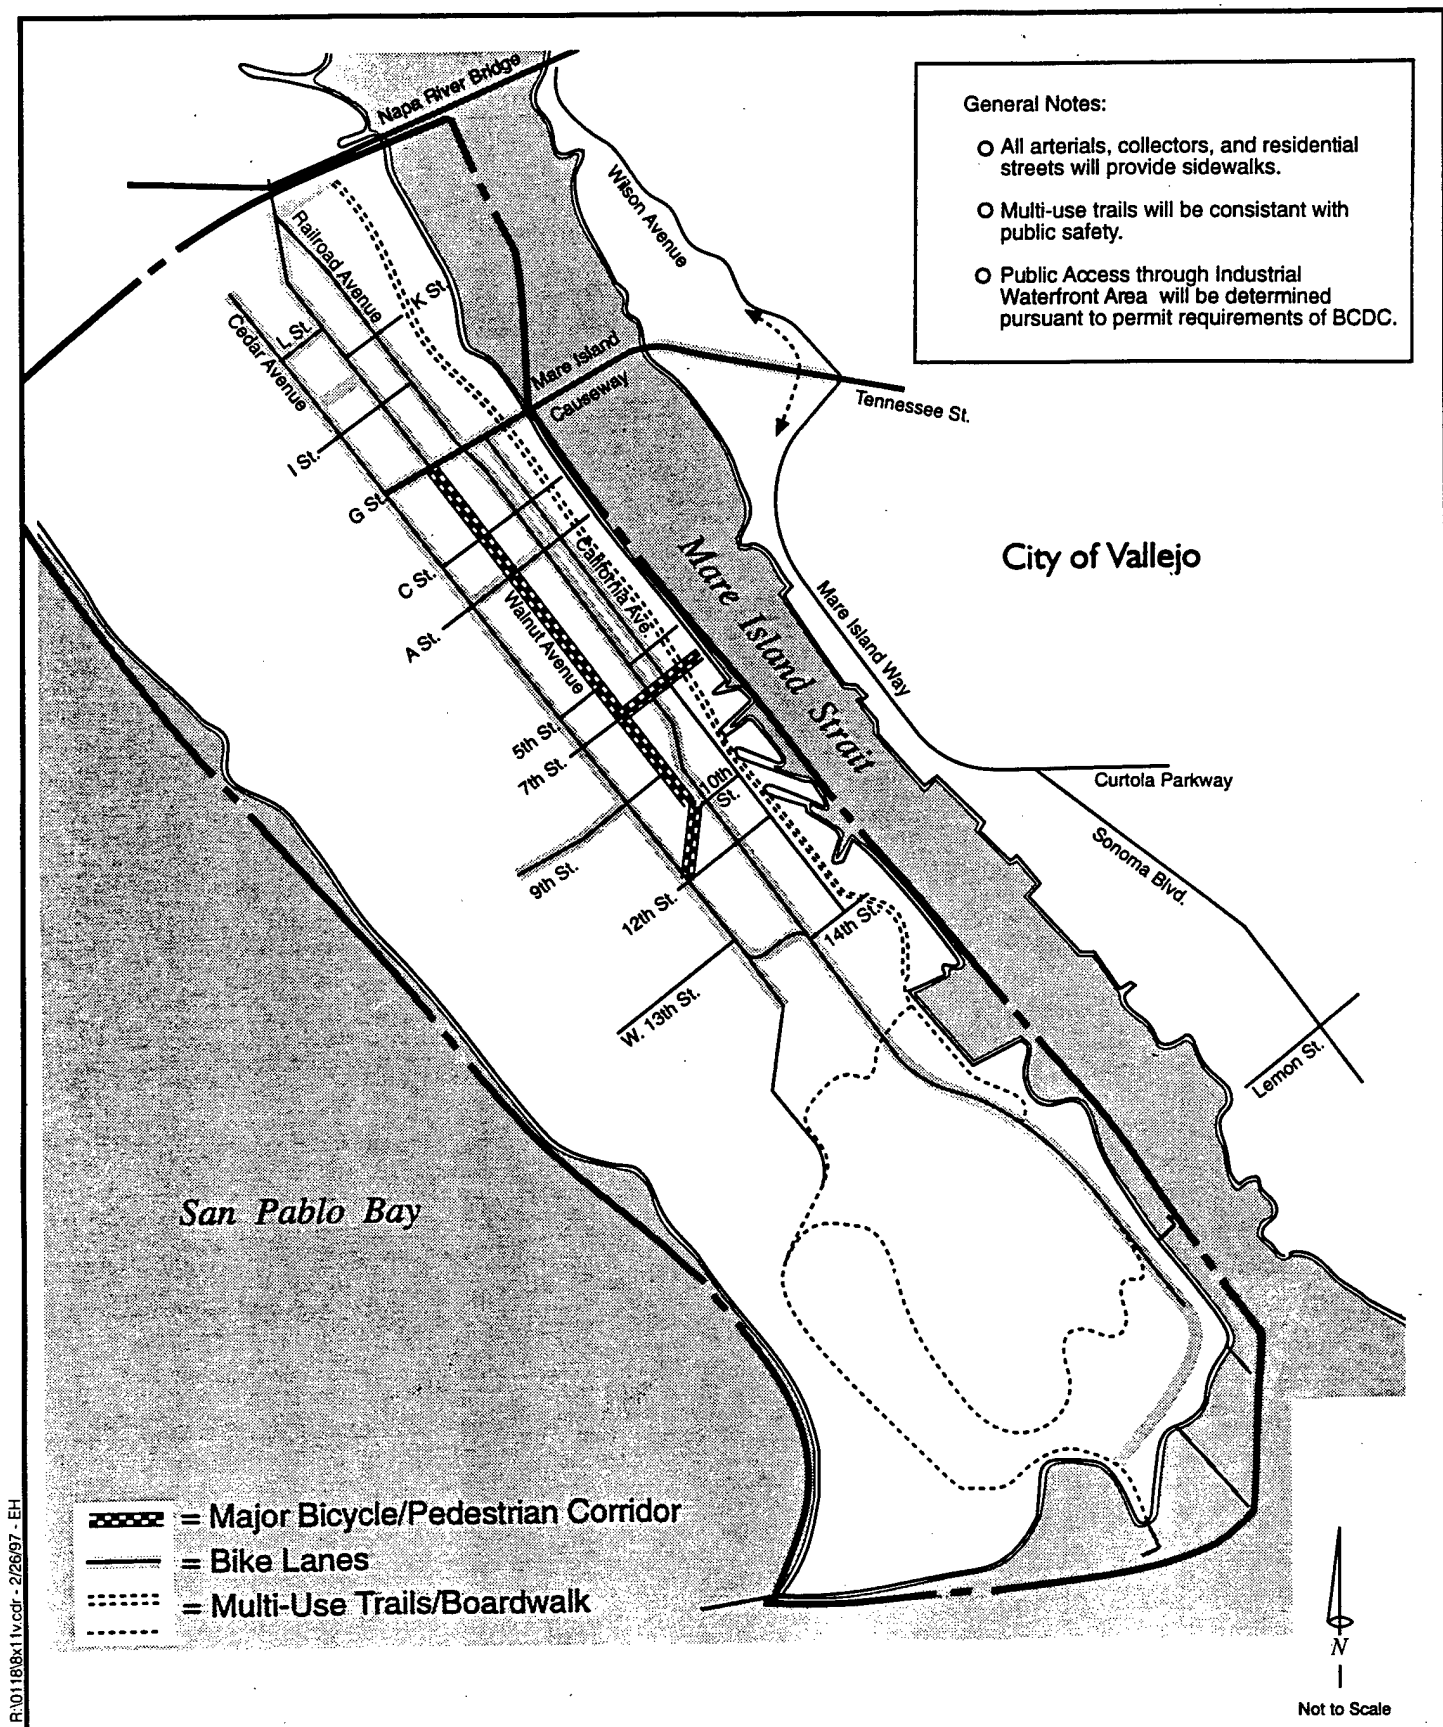 Napa River Bridge
General Notes:
All arterials, collectors, and residential
streets will provide sidewalks.
Multi-use trails will be consistant with
public safety.
Public Access through Industrial
Waterfront Area will be determined
pursuant to permit requirements of BCDC.
Wilson Avenue
Railroad Avenue
K St.
L St.
Cedar Avenue
Mare Island
Causeway
Tennessee St.
I St.
G St.
C St.
A St.
California Ave.
Walnut Avenue
Mare Island Strait
City of Vallejo
Mare Island Way
5th St.
7th St.
10th
St.
Curtola Parkway
Sonoma Blvd.
9th St.
12th St.
14th St.
W. 13th St.
Lemon St.
San Pablo Bay
= Major Bicycle/Pedestrian Corridor
= Bike Lanes
= Multi-Use Trails/Boardwalk
N
Not to Scale
R:\0118\8x11v.cdr - 2/26/97 - EH